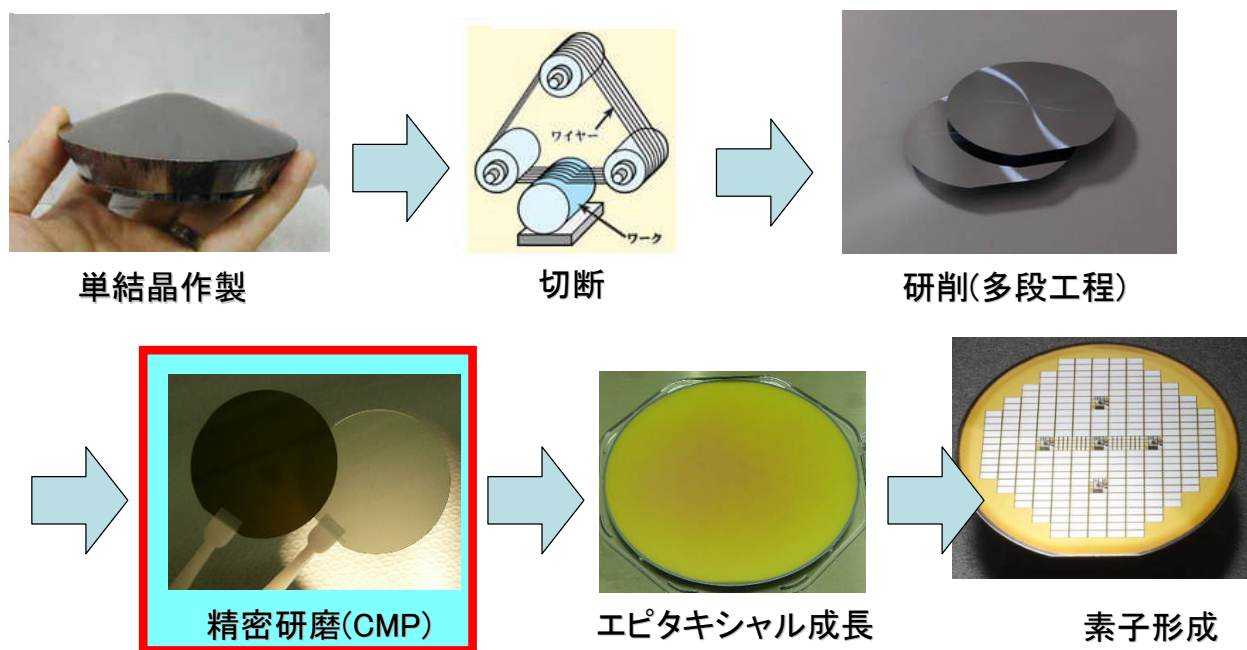 ワイヤー
ワーク
単結晶作製
切断
研削(多段工程)
精密研磨(CMP)
エピタキシャル成長
素子形成